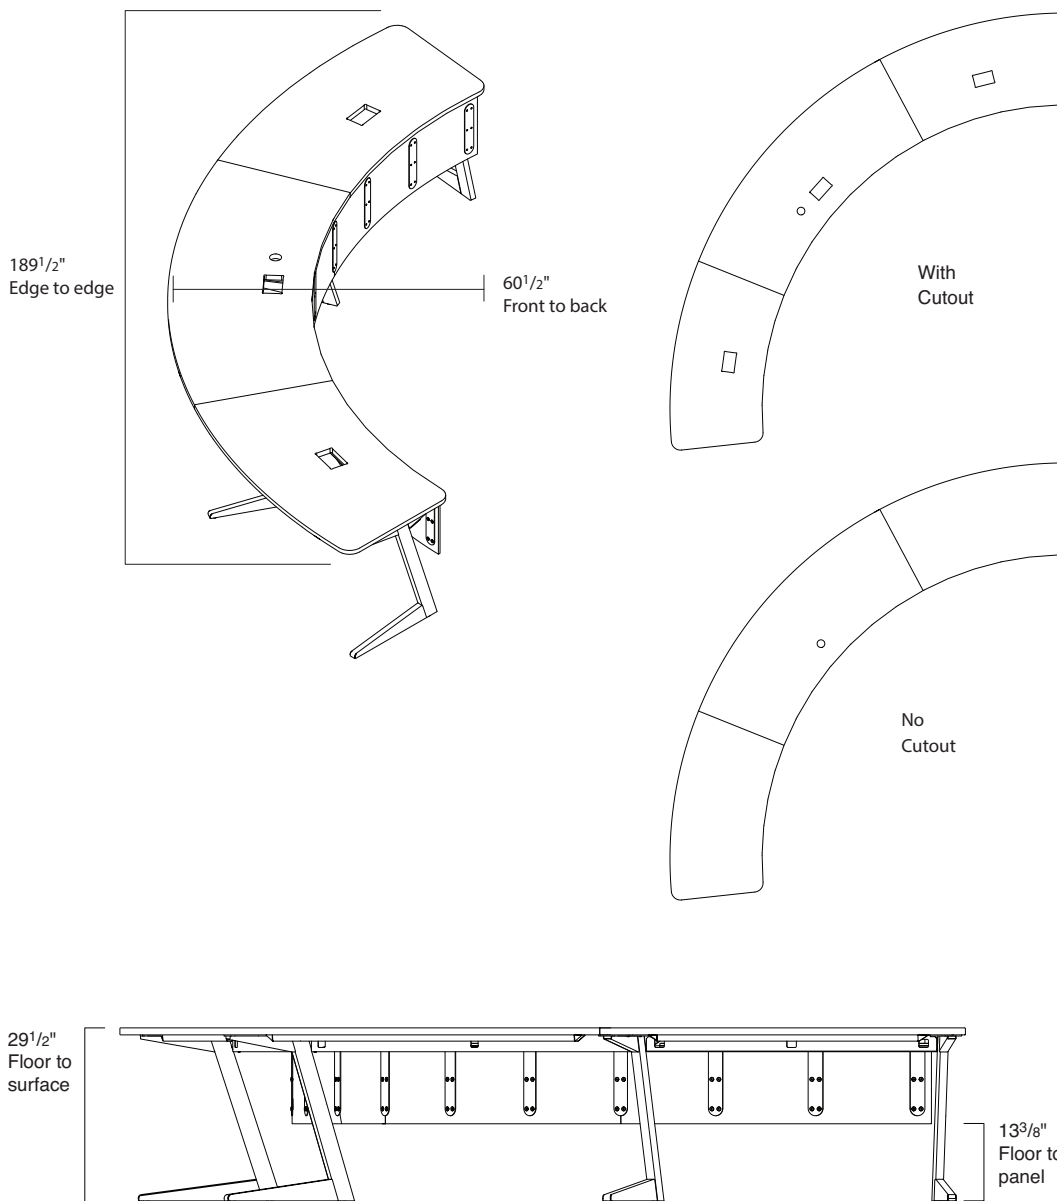 189 1/2"
Edge to edge
60 1/2"
Front to back
With
Cutout
No
Cutout
29 1/2"
Floor to
surface
13 3/8"
Floor to
panel